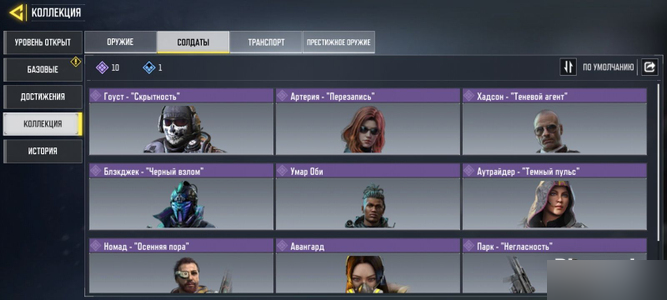 КОЛЛЕКЦИЯ
УРОВЕНЬ ОТКРЫТ
БАЗОВЫЕ
ДОСТИЖЕНИЯ
КОЛЛЕКЦИЯ
ИСТОРИЯ
ОРУЖИЕ СОЛДАТЫ ТРАНСПОРТ ПРЕСТИЖНОЕ ОРУЖИЕ
10 1 ПО УМОЛЧАНИЮ
Гоуст - "Скрытность" Артерия - "Перезапись" Хадсон - "Теневой агент"
Блэкджек - "Черный взлом" Умар Оби Аутрайдер - "Темный пульс"
Номад - "Осенняя пора" Авангард Парк - "Негласность"